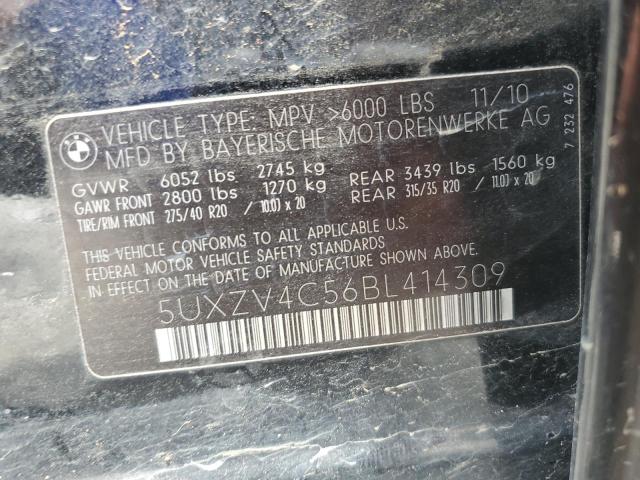 BMW
VEHICLE TYPE: MPV >6000 LBS 11/10
MFD BY BAYERISCHE MOTORENWERKE AG
GVWR 6052 lbs 2745 kg
GAWR FRONT 2800 lbs 1270 kg REAR 3439 lbs 1560 kg
TIRE/RIM FRONT 275/40 R20 / 10.0J x 20 REAR 315/35 R20 / 11.0J x 20
THIS VEHICLE CONFORMS TO ALL APPLICABLE U.S.
FEDERAL MOTOR VEHICLE SAFETY STANDARDS
IN EFFECT ON THE DATE OF MANUFACTURE SHOWN ABOVE.
5UXZV4C56BL414309
7 232 476